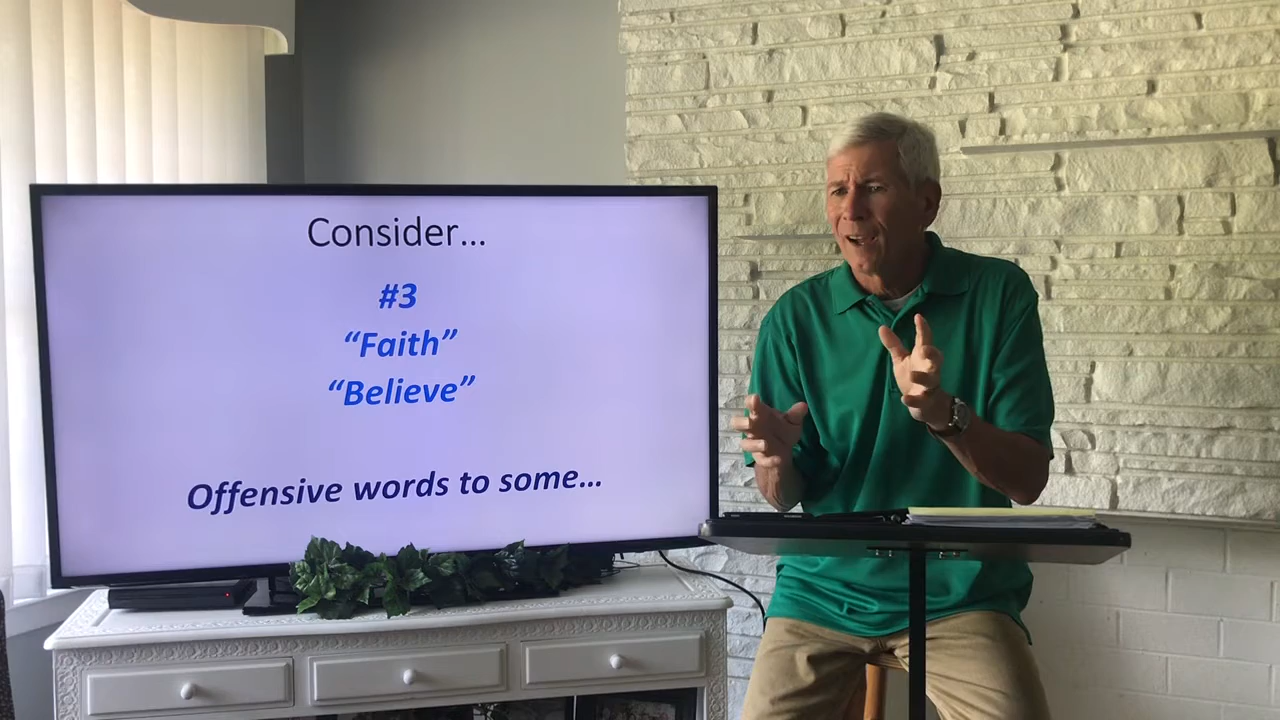 Consider...
#3
“Faith”
“Believe”
Offensive words to some...